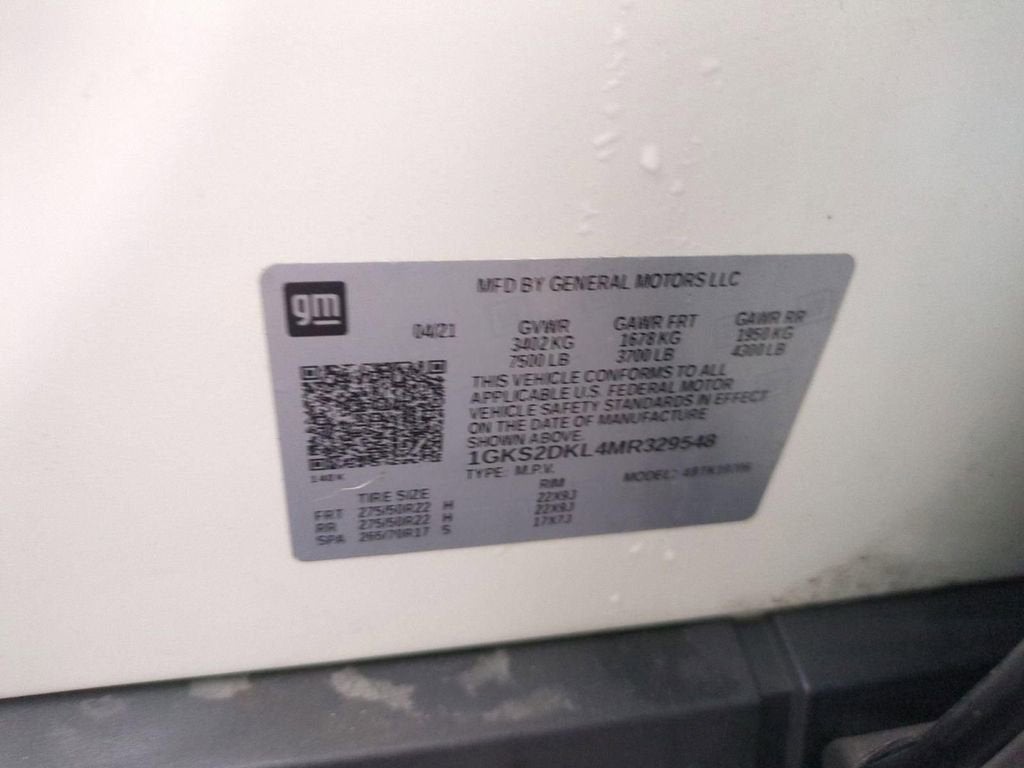 gm
MFD BY GENERAL MOTORS LLC
04/21 GVWR GAWR FRT GAWR RR
3402 KG 1678 KG 1950 KG
7500 LB 3700 LB 4300 LB
THIS VEHICLE CONFORMS TO ALL
APPLICABLE U.S. FEDERAL MOTOR
VEHICLE SAFETY STANDARDS IN EFFECT
ON THE DATE OF MANUFACTURE
SHOWN ABOVE.
1GKS2DKL4MR329548
TYPE: M.P.V. MODEL:
TIRE SIZE RIM
FRT 275/50R22 H 22X9J
RR 275/50R22 H 22X9J
SPA 265/70R17 S 17X7J